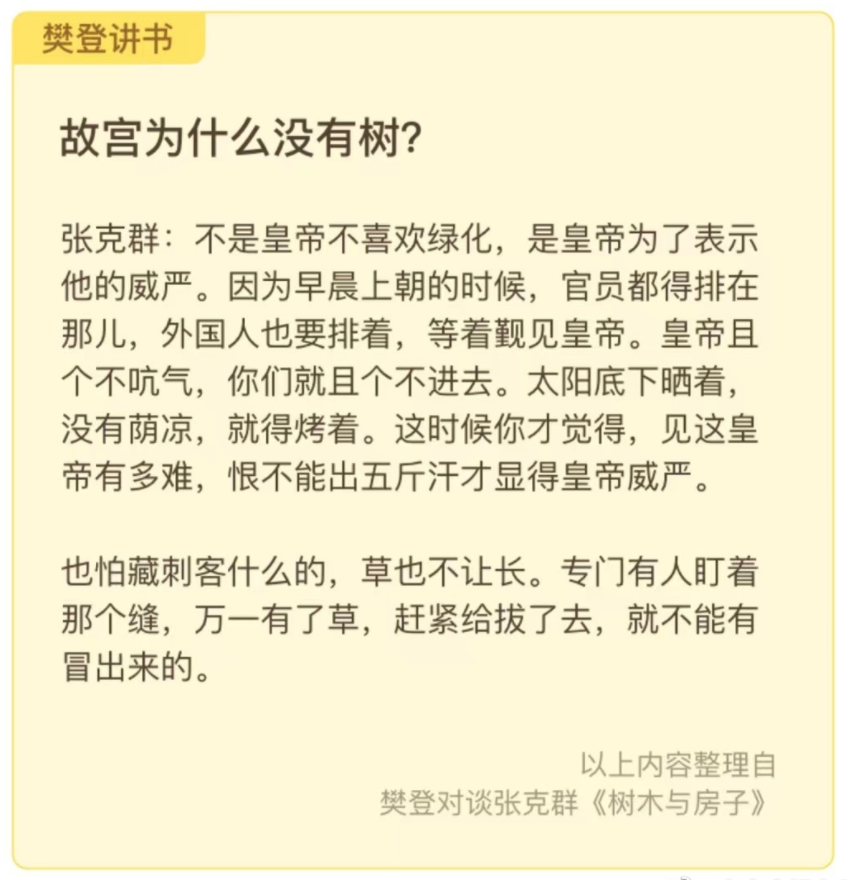 樊登讲书
故宫为什么没有树？
张克群：不是皇帝不喜欢绿化，是皇帝为了表示
他的威严。因为早晨上朝的时候，官员都得排在
那儿，外国人也要排着，等着觐见皇帝。皇帝且
个不吭气，你们就且个不进去。太阳底下晒着，
没有荫凉，就得烤着。这时候你才觉得，见这皇
帝有多难，恨不能出五斤汗才显得皇帝威严。
也怕藏刺客什么的，草也不让长。专门有人盯着
那个缝，万一有了草，赶紧给拔了去，就不能有
冒出来的。
以上内容整理自
樊登对谈张克群《树木与房子》